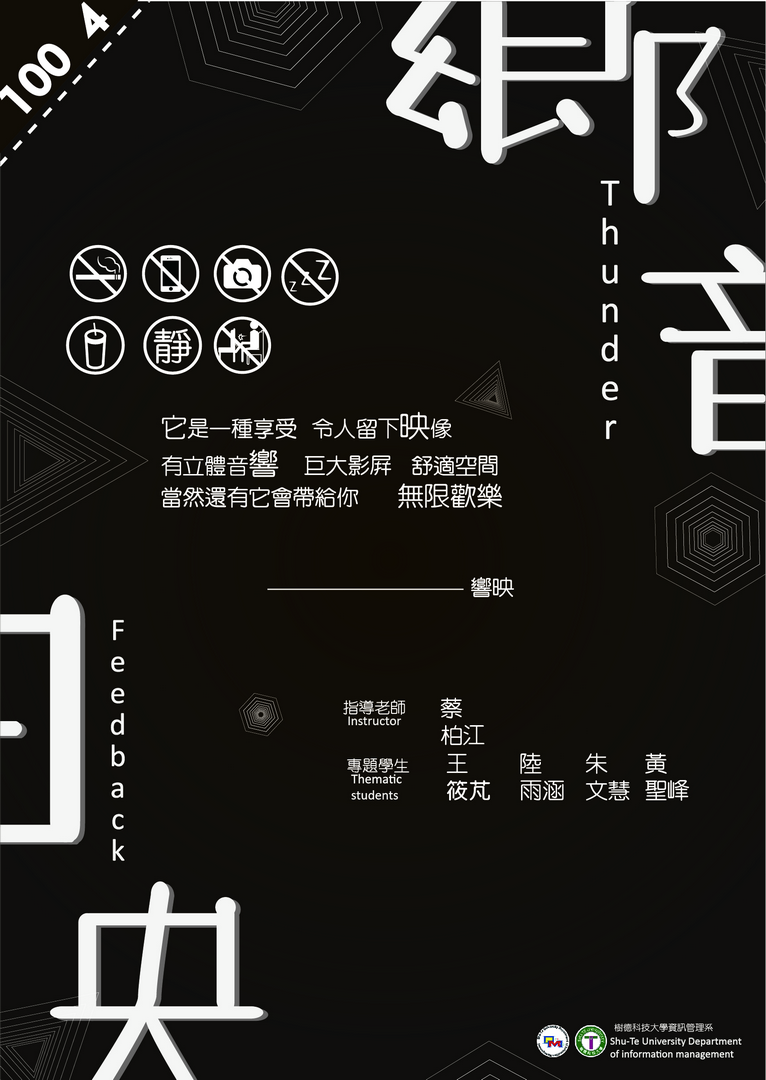 100 4
鄉
音
Thunder
Z Z Z
靜
它是一種享受 令人留下映像
有立體音響 巨大影屏 舒適空間
當然還有它會帶給你 無限歡樂
響映
日
Feedback
央
指導老師 蔡
Instructor
柏江
專題學生 王 陸 朱 黃
Thematic
students 筱芃 雨涵 文慧 聖峰
樹德科技大學資訊管理系
Shu-Te University Department
of information management